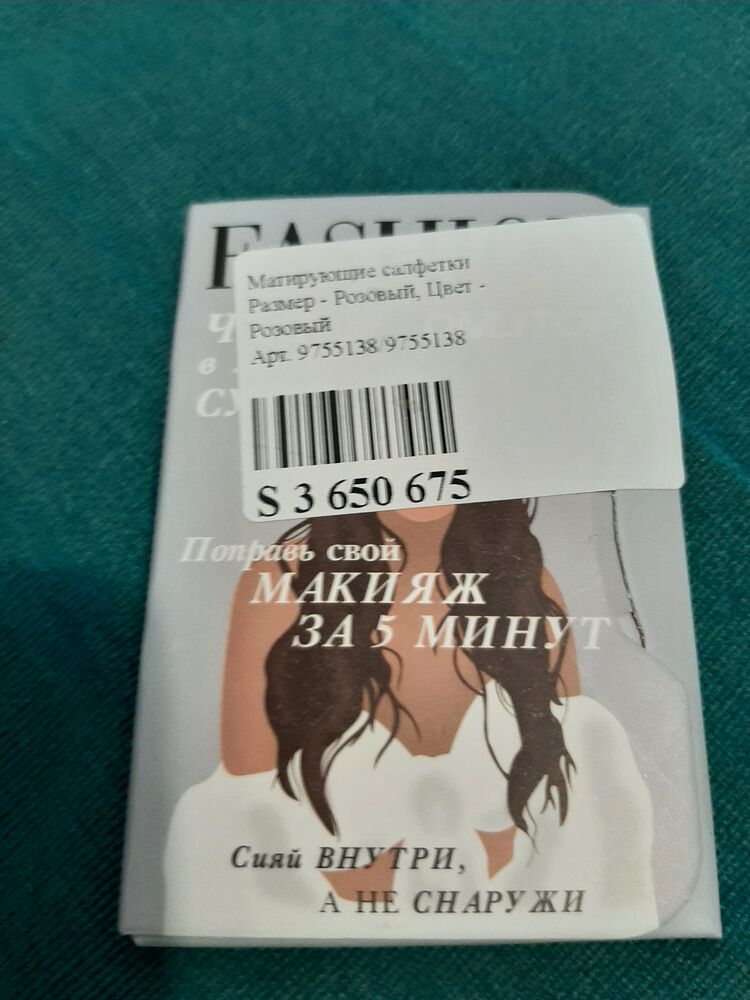 Матирующие салфетки
Размер - Розовый, Цвет -
Розовый
Арт. 9755138/9755138
S 3 650 675
Поправь свой
МАКИЯЖ
ЗА 5 МИНУТ
Сияй ВНУТРИ,
А НЕ СНАРУЖИ